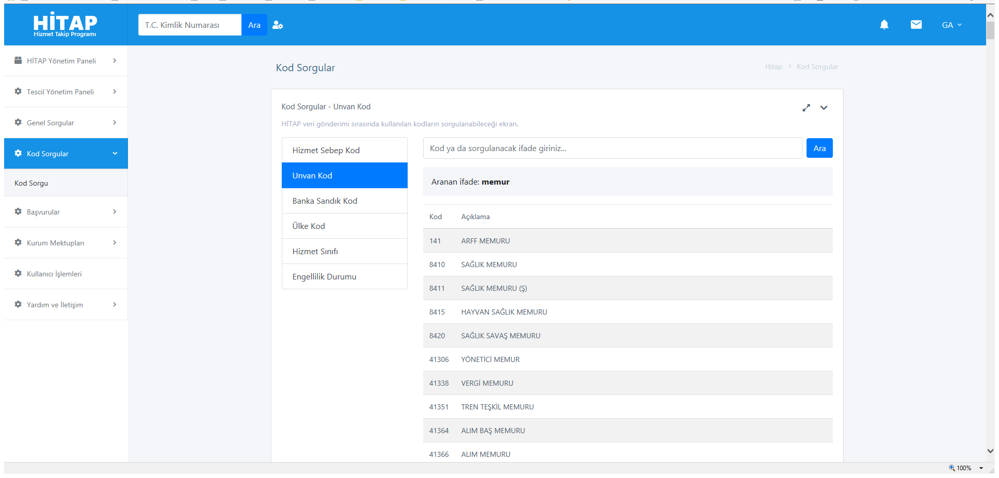 HİTAP
Hizmet Takip Programı
T.C. Kimlik Numarası
Ara
GA
HİTAP Yönetim Paneli
Tescil Yönetim Paneli
Genel Sorgular
Kod Sorgular
Kod Sorgu
Başvurular
Kurum Mektupları
Kullanıcı İşlemleri
Yardım ve İletişim
Kod Sorgular
Hitap > Kod Sorgular
Kod Sorgular - Unvan Kod
HİTAP veri gönderimi sırasında kullanılan kodların sorgulanabileceği ekran.
Hizmet Sebep Kod
Unvan Kod
Banka Sandık Kod
Ülke Kod
Hizmet Sınıfı
Engellilik Durumu
Kod ya da sorgulanacak ifade giriniz...
Ara
Aranan ifade: memur
Kod Açıklama
141 ARFF MEMURU
8410 SAĞLIK MEMURU
8411 SAĞLIK MEMURU (Ş)
8415 HAYVAN SAĞLIK MEMURU
8420 SAĞLIK SAVAŞ MEMURU
41306 YÖNETİCİ MEMUR
41338 VERGİ MEMURU
41351 TREN TEŞKİL MEMURU
41364 ALIM BAŞ MEMURU
41366 ALIM MEMURU
100%